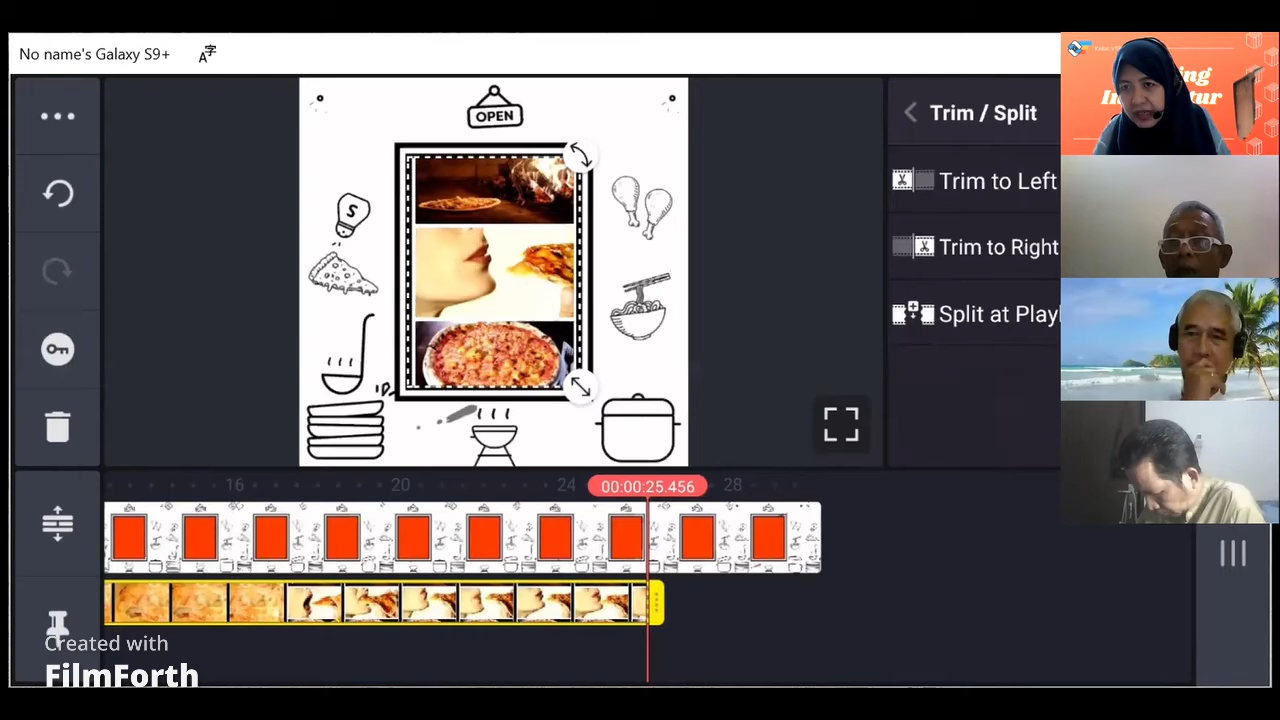 No name's Galaxy S9+
OPEN
S
Trim / Split
Trim to Left
Trim to Right
Split at Play
16
20
24
00:00:25.456
28
Created with
FilmForth